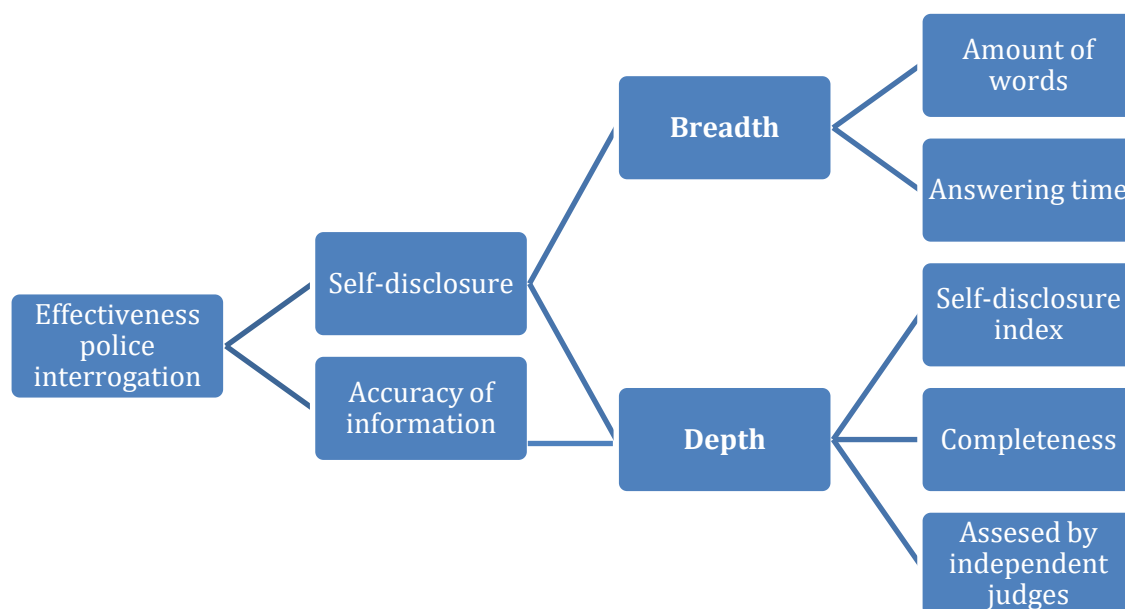 Effectiveness
police
interrogation
Self-disclosure
Accuracy of
information
Breadth
Depth
Amount of
words
Answering time
Self-disclosure
index
Completeness
Assesed by
independent
judges